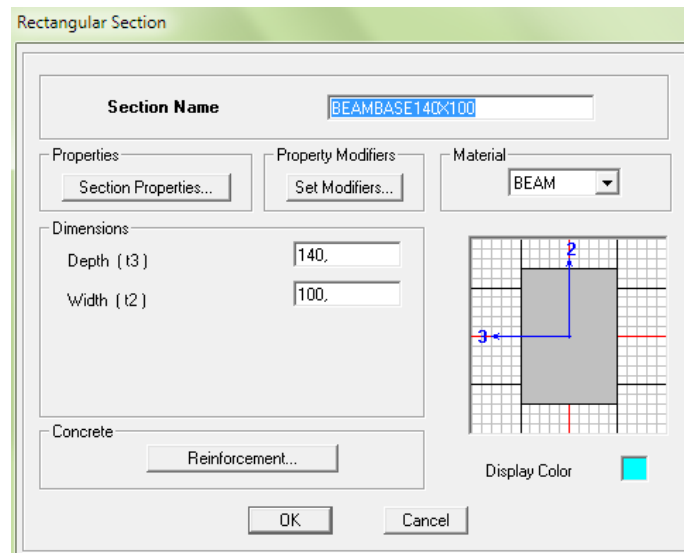 Rectangular Section
Section Name BEAMBASE140X100
Properties Property Modifiers Material
Section Properties... Set Modifiers... BEAM
Dimensions
Depth ( t3 ) 140,
Width ( t2 ) 100,
2
3
Concrete
Reinforcement...
Display Color
OK Cancel